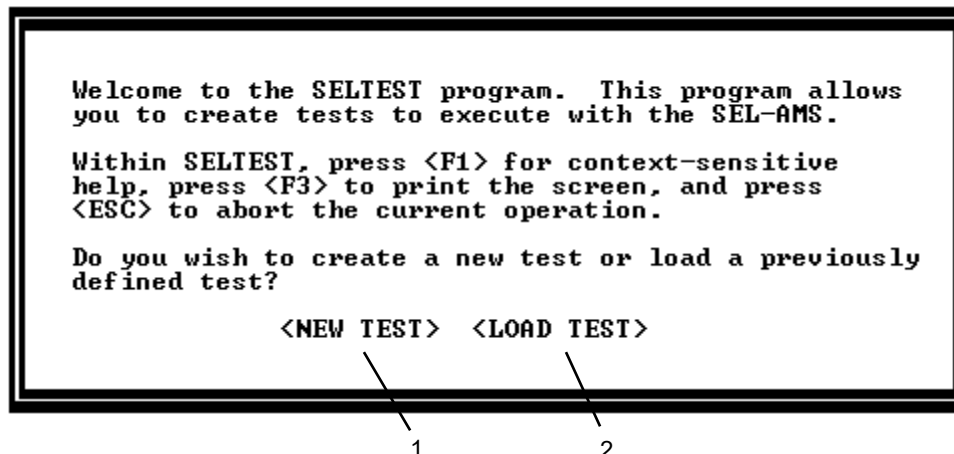 Welcome to the SELTEST program.  This program allows
you to create tests to execute with the SEL-AMS.
Within SELTEST, press <F1> for context-sensitive
help, press <F3> to print the screen, and press
<ESC> to abort the current operation.
Do you wish to create a new test or load a previously
defined test?
<NEW TEST>  <LOAD TEST>
1 2